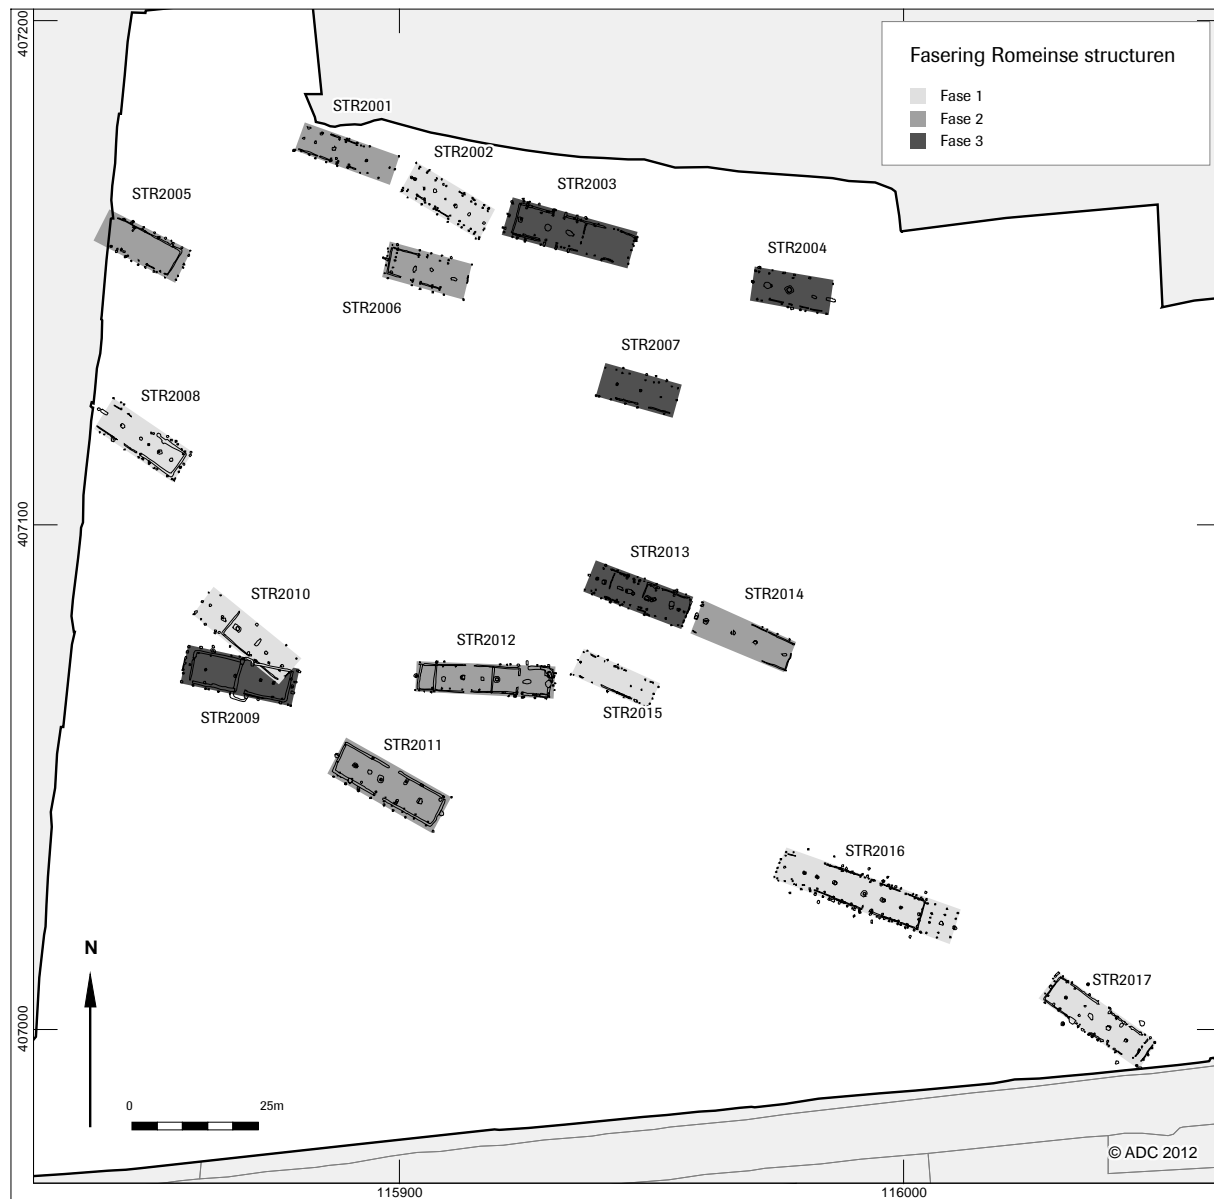 407200
Fasering Romeinse structuren
Fase 1
Fase 2
Fase 3
STR2001
STR2002
STR2003
STR2005
STR2004
STR2006
STR2007
STR2008
407100
STR2013
STR2010
STR2014
STR2012
STR2009
STR2015
STR2011
STR2016
N
STR2017
407000
0 25m
© ADC 2012
115900 116000